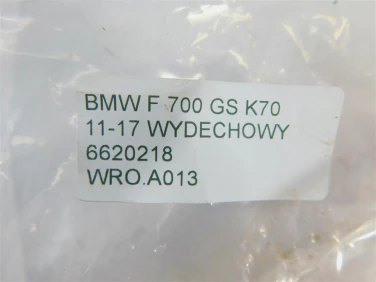 BMW F 700 GS K70
11-17 WYDECHOWY
6620218
WRO.A013